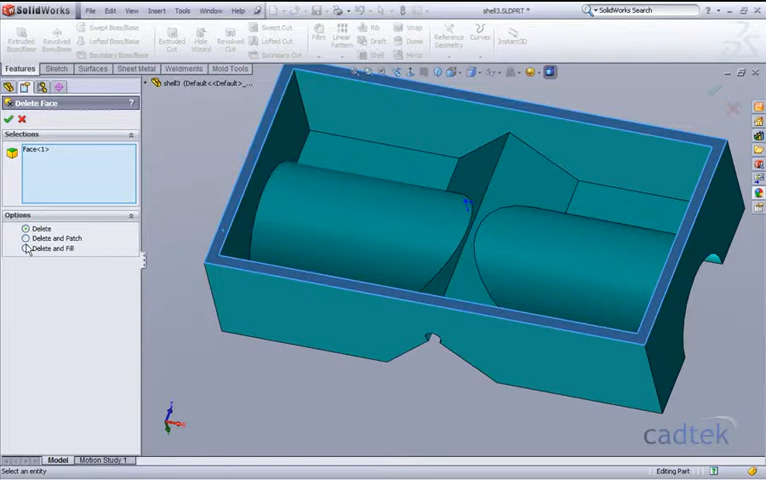 SolidWorks File Edit View Insert Tools Window Help shell3.SLDPRT * SolidWorks Search
Extruded Boss/Base
Revolved Boss/Base
Swept Boss/Base
Lofted Boss/Base
Boundary Boss/Base
Extruded Cut
Hole Wizard
Revolved Cut
Swept Cut
Lofted Cut
Boundary Cut
Fillet
Linear Pattern
Rib
Draft
Shell
Wrap
Dome
Mirror
Reference Geometry
Curves
Instant3D
Features Sketch Surfaces Sheet Metal Weldments Mold Tools
shell3 (Default<<Default>_...
Delete Face ?
Selections
Face<1>
Options
Delete
Delete and Patch
Delete and Fill
cadtek
Model Motion Study 1
Select an entity Editing Part